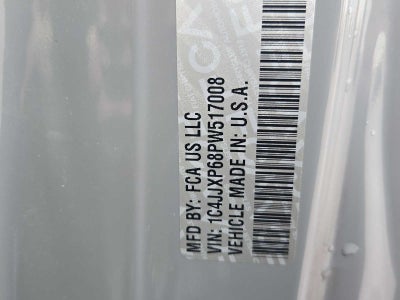 MFD BY: FCA US LLC
VIN: 1C4JJXP68PW517008
VEHICLE MADE IN: U.S.A.